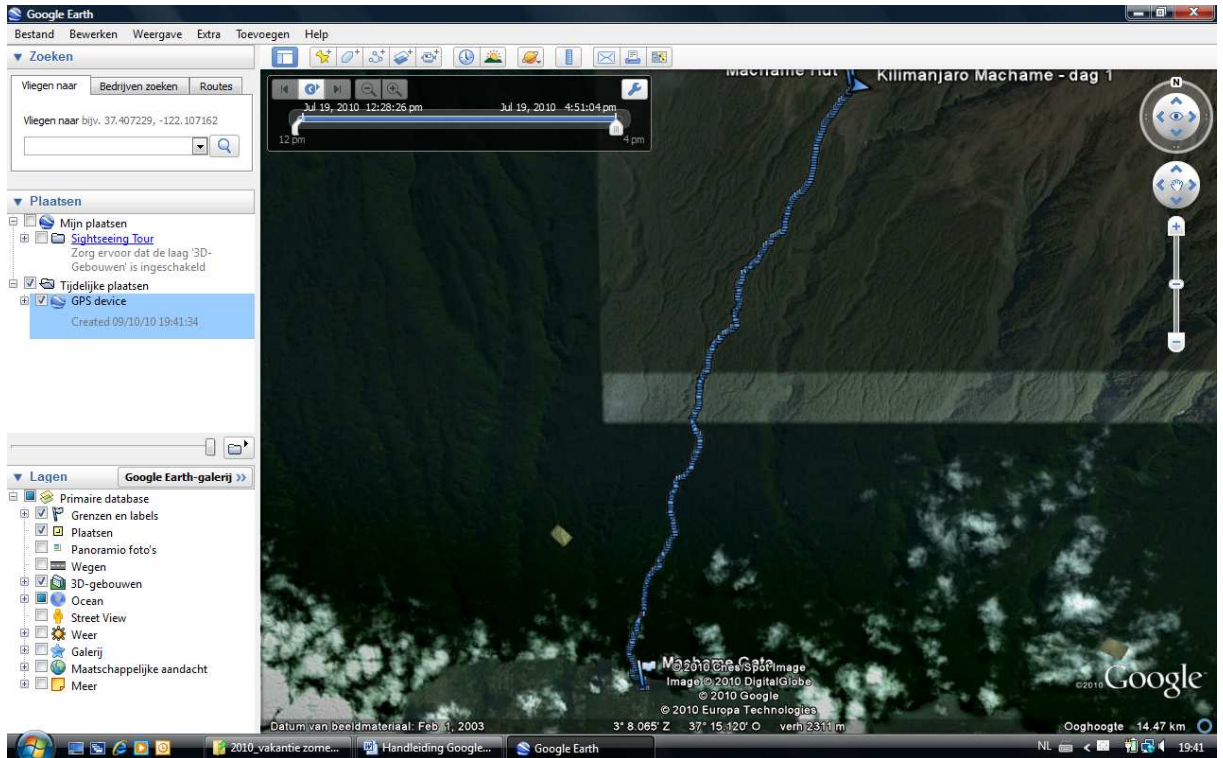 Google Earth
Bestand Bewerken Weergave Extra Toevoegen Help
Zoeken
Vliegen naar Bedrijven zoeken Routes
Vliegen naar bijv. 37.407229, -122.107162
Plaatsen
Mijn plaatsen
Sightseeing Tour
Zorg ervoor dat de laag '3D-
Gebouwen' is ingeschakeld
Tijdelijke plaatsen
GPS device
Created 09/10/10 19:41:34
Lagen Google Earth-galerij >>
Primaire database
Grenzen en labels
Plaatsen
Panoramio foto's
Wegen
3D-gebouwen
Ocean
Street View
Weer
Galerij
Maatschappelijke aandacht
Meer
Jul 19, 2010 12:28:26 pm Jul 19, 2010 4:51:04 pm
12 pm 4 pm
Machame Hut Kilimanjaro Machame - dag 1
N
Machame Gate
© 2010 Cnes/Spot Image
Image © 2010 DigitalGlobe
© 2010 Google
© 2010 Europa Technologies
©2010 Google
Datum van beeldmateriaal: Feb 1, 2003 3° 8.065' Z 37° 15.120' O verh 2311 m Ooghoogte 14.47 km
2010_vakantie zome... Handleiding Google... Google Earth NL 19:41